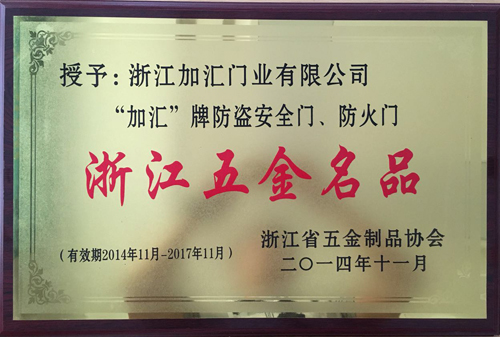 授予：浙江加汇门业有限公司
“加汇”牌防盗安全门、防火门
浙江五金名品
浙江省五金制品协会
（有效期2014年11月-2017年11月）
二〇一四年十一月